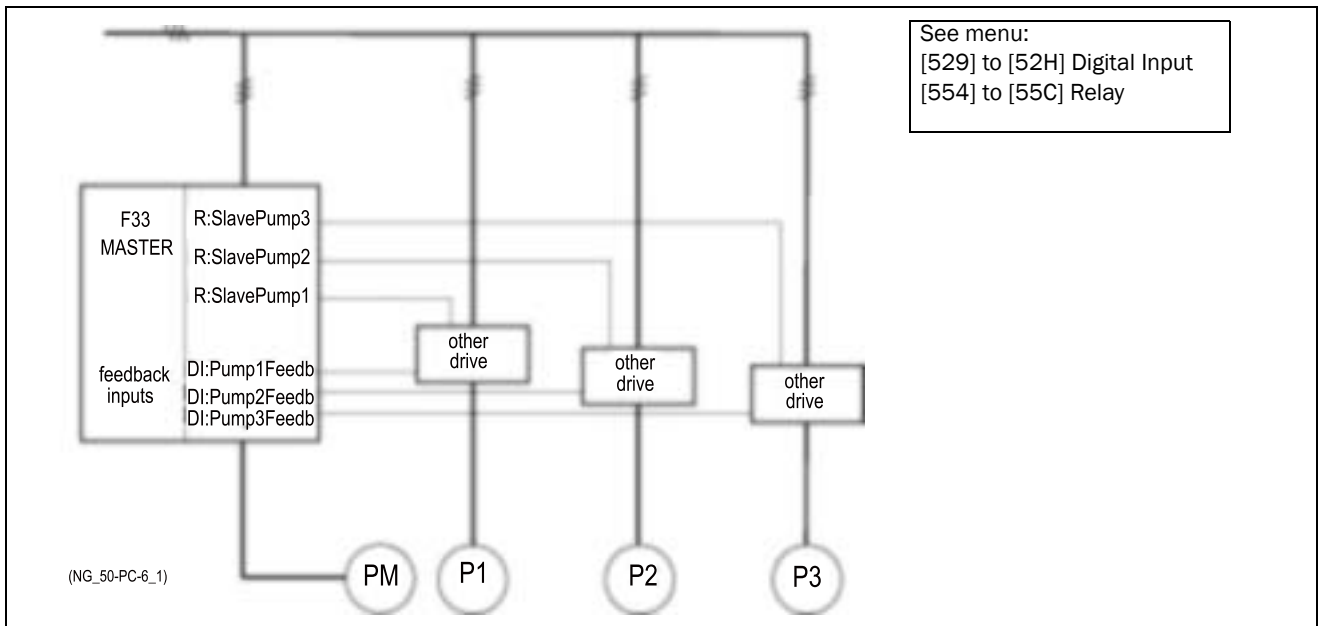 See menu:
[529] to [52H] Digital Input
[554] to [55C] Relay
F33
MASTER
R:SlavePump3
R:SlavePump2
R:SlavePump1
feedback
inputs
DI:Pump1Feedb
DI:Pump2Feedb
DI:Pump3Feedb
other
drive
other
drive
other
drive
(NG_50-PC-6_1)
PM
P1
P2
P3